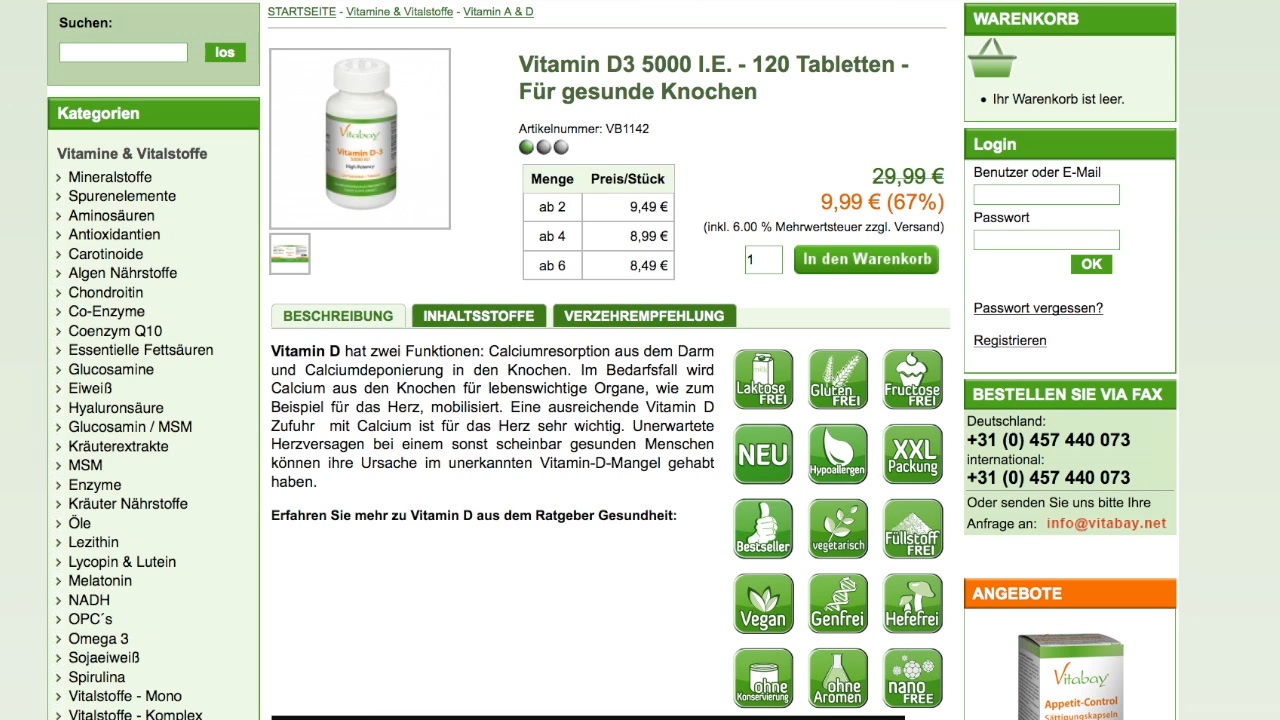 Suchen:
los
Kategorien
Vitamine & Vitalstoffe
Mineralstoffe
Spurenelemente
Aminosäuren
Antioxidantien
Carotinoide
Algen Nährstoffe
Chondroitin
Co-Enzyme
Coenzym Q10
Essentielle Fettsäuren
Glucosamine
Eiweiß
Hyaluronsäure
Glucosamin / MSM
Kräuterextrakte
MSM
Enzyme
Kräuter Nährstoffe
Öle
Lezithin
Lycopin & Lutein
Melatonin
NADH
OPC´s
Omega 3
Sojaeiweiß
Spirulina
Vitalstoffe - Mono
Vitalstoffe - Komplex
STARTSEITE - Vitamine & Vitalstoffe - Vitamin A & D
Vitabay
Vitamin D-3
5000 IU
High-Potency
Vitamin D3 5000 I.E. - 120 Tabletten -
Für gesunde Knochen
Artikelnummer: VB1142
Menge Preis/Stück
ab 2 9,49 €
ab 4 8,99 €
ab 6 8,49 €
29,99 €
9,99 € (67%)
(inkl. 6.00 % Mehrwertsteuer zzgl. Versand)
1 In den Warenkorb
BESCHREIBUNG INHALTSSTOFFE VERZEHREMPFEHLUNG
Vitamin D hat zwei Funktionen: Calciumresorption aus dem Darm
und Calciumdeponierung in den Knochen. Im Bedarfsfall wird
Calcium aus den Knochen für lebenswichtige Organe, wie zum
Beispiel für das Herz, mobilisiert. Eine ausreichende Vitamin D
Zufuhr mit Calcium ist für das Herz sehr wichtig. Unerwartete
Herzversagen bei einem sonst scheinbar gesunden Menschen
können ihre Ursache im unerkannten Vitamin-D-Mangel gehabt
haben.
Erfahren Sie mehr zu Vitamin D aus dem Ratgeber Gesundheit:
Laktose FREI
Gluten FREI
Fructose FREI
NEU
Hypoallergen
XXL Packung
Bestseller
vegetarisch
Füllstoff FREI
Vegan
Genfrei
Hefefrei
ohne Konservierung
ohne Aromen
nano FREE
WARENKORB
Ihr Warenkorb ist leer.
Login
Benutzer oder E-Mail
Passwort
OK
Passwort vergessen?
Registrieren
BESTELLEN SIE VIA FAX
Deutschland:
+31 (0) 457 440 073
international:
+31 (0) 457 440 073
Oder senden Sie uns bitte Ihre
Anfrage an: info@vitabay.net
ANGEBOTE
Vitabay
Appetit-Control
Sättigungskapseln